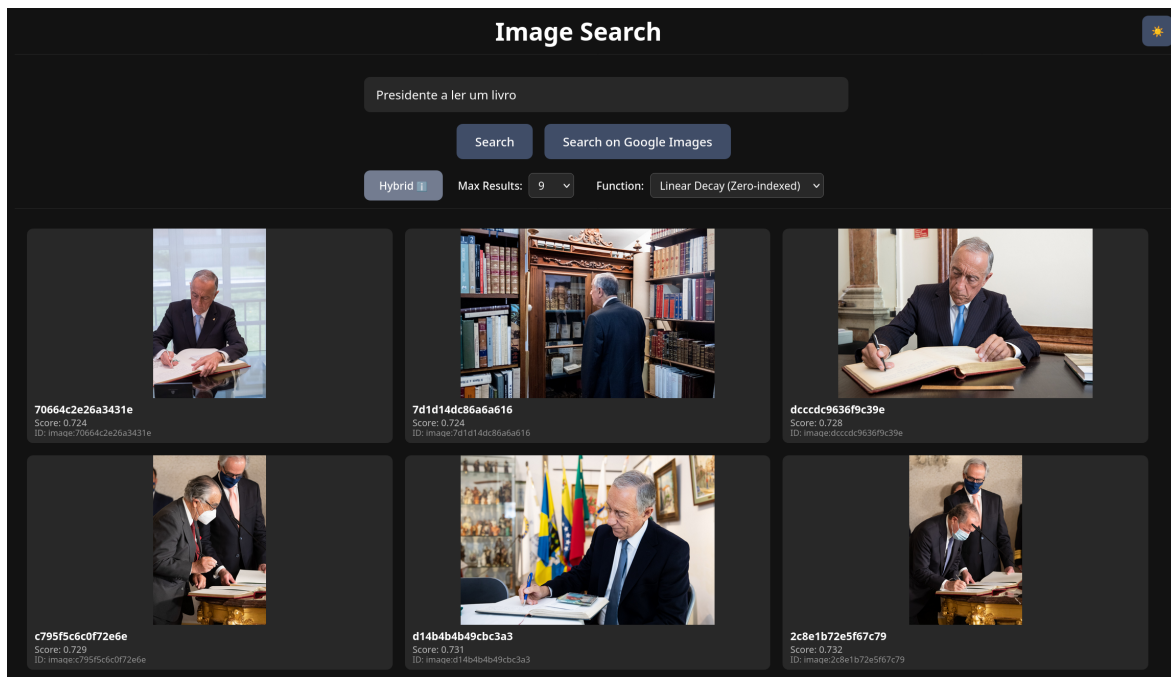 Image Search
Presidente a ler um livro
Search
Search on Google Images
Hybrid ℹ️
Max Results: 9
Function: Linear Decay (Zero-indexed)
70664c2e26a3431e
Score: 0.724
ID: image:70664c2e26a3431e
7d1d14dc86a6a616
Score: 0.724
ID: image:7d1d14dc86a6a616
dcccdc9636f9c39e
Score: 0.728
ID: image:dcccdc9636f9c39e
c795f5c6c0f72e6e
Score: 0.729
ID: image:c795f5c6c0f72e6e
d14b4b4b49cbc3a3
Score: 0.731
ID: image:d14b4b4b49cbc3a3
2c8e1b72e5f67c79
Score: 0.732
ID: image:2c8e1b72e5f67c79